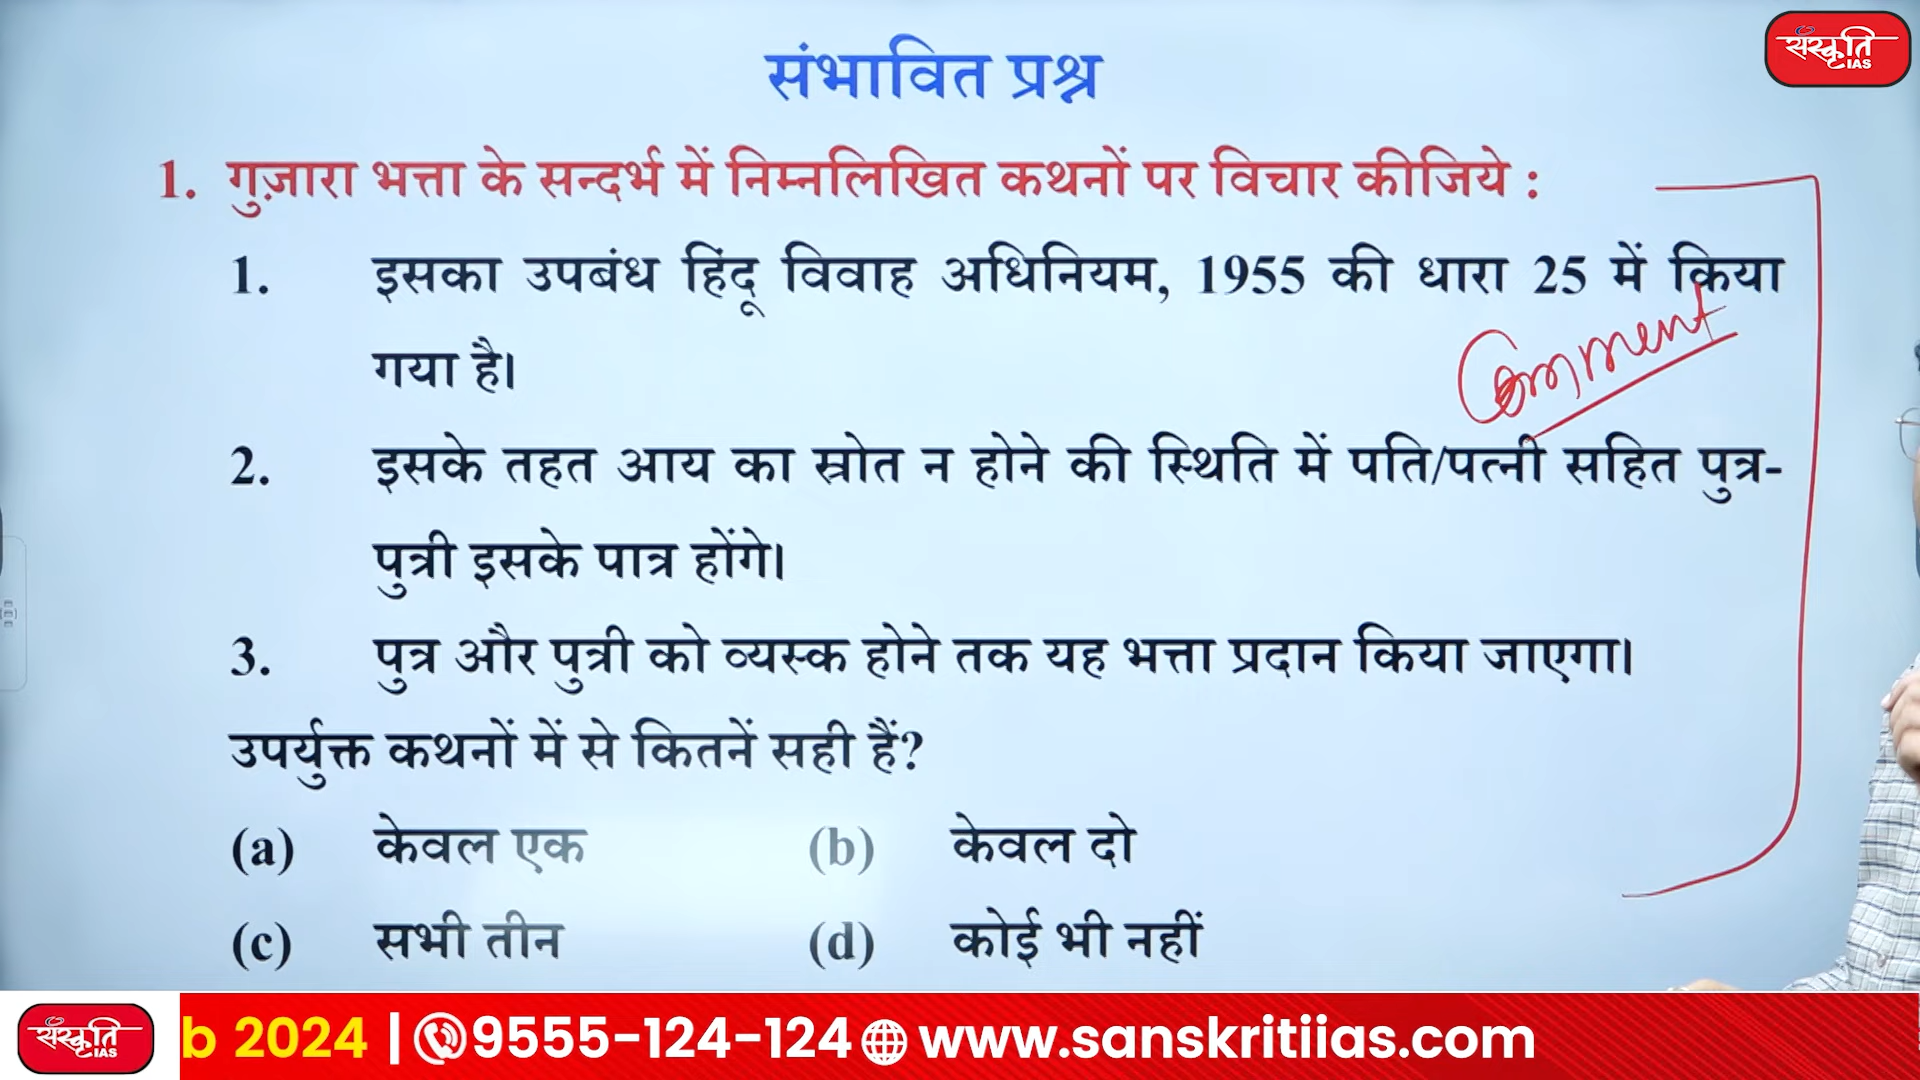 संस्कृति
IAS
संभावित प्रश्न
1. गुज़ारा भत्ता के सन्दर्भ में निम्नलिखित कथनों पर विचार कीजिये :
1. इसका उपबंध हिंदू विवाह अधिनियम, 1955 की धारा 25 में किया
गया है।
Comment
2. इसके तहत आय का स्रोत न होने की स्थिति में पति/पत्नी सहित पुत्र-
पुत्री इसके पात्र होंगे।
3. पुत्र और पुत्री को व्यस्क होने तक यह भत्ता प्रदान किया जाएगा।
उपर्युक्त कथनों में से कितनें सही हैं?
(a) केवल एक (b) केवल दो
(c) सभी तीन (d) कोई भी नहीं
संस्कृति
IAS
b 2024 | 9555-124-124 www.sanskritiias.com